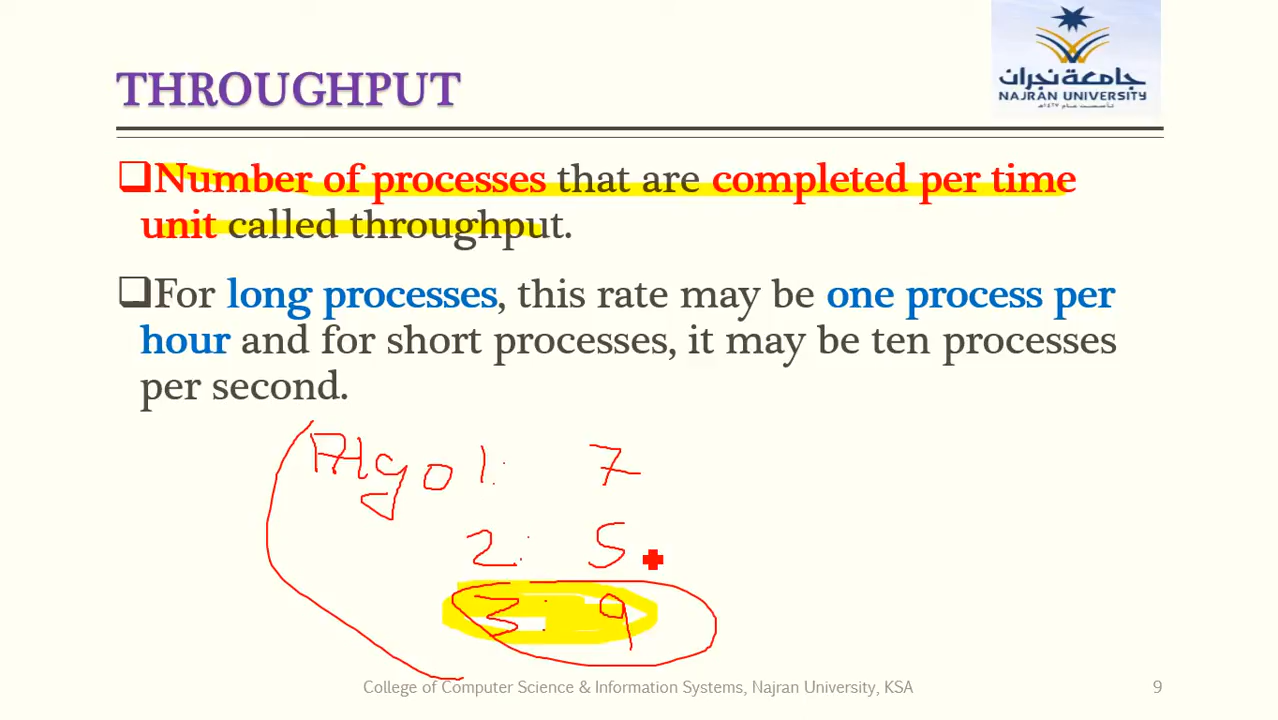 THROUGHPUT
جامعة نجران
NAJRAN UNIVERSITY
Number of processes that are completed per time
unit called throughput.
For long processes, this rate may be one process per
hour and for short processes, it may be ten processes
per second.
Algo 1: 7
2: 5
3: 9
College of Computer Science & Information Systems, Najran University, KSA
9